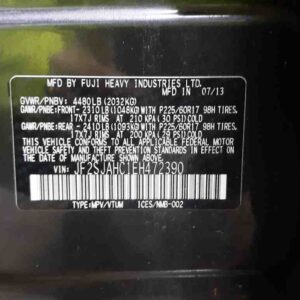 MFD BY FUJI HEAVY INDUSTRIES LTD.
MFD IN 07/13
GVWR/PNBV: 4480LB (2032KG)
GAWR/PNBE:FRONT- 2310LB (1048KG)WITH P225/60R17 98H TIRES,
17X7J RIMS AT 210 KPA (30 PSI)COLD
GAWR/PNBE:REAR - 2410LB (1093KG)WITH P225/60R17 98H TIRES,
17X7J RIMS AT 200 KPA (29 PSI)COLD
THIS VEHICLE CONFORMS TO ALL APPLICABLE FEDERAL MOTOR
VEHICLE SAFETY AND THEFT PREVENTION STANDARDS
IN EFFECT ON THE DATE OF MANUFACTURE SHOWN ABOVE.
VIN: JF2SJAHC1EH472390
TYPE:MPV/VTUM ICES/NMB-002